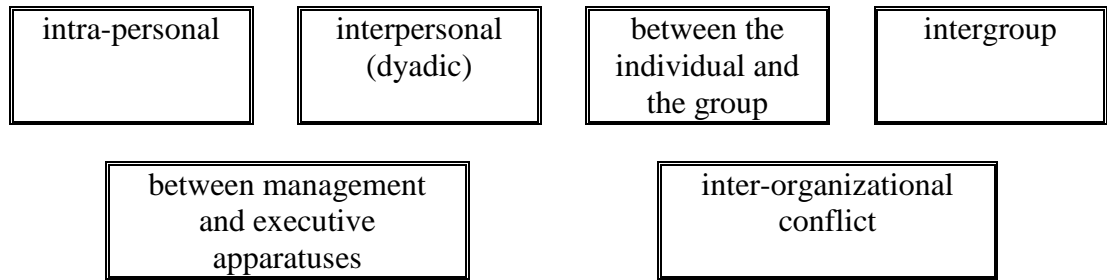 intra-personal
interpersonal
(dyadic)
between the
individual and
the group
intergroup
between management
and executive
apparatuses
inter-organizational
conflict